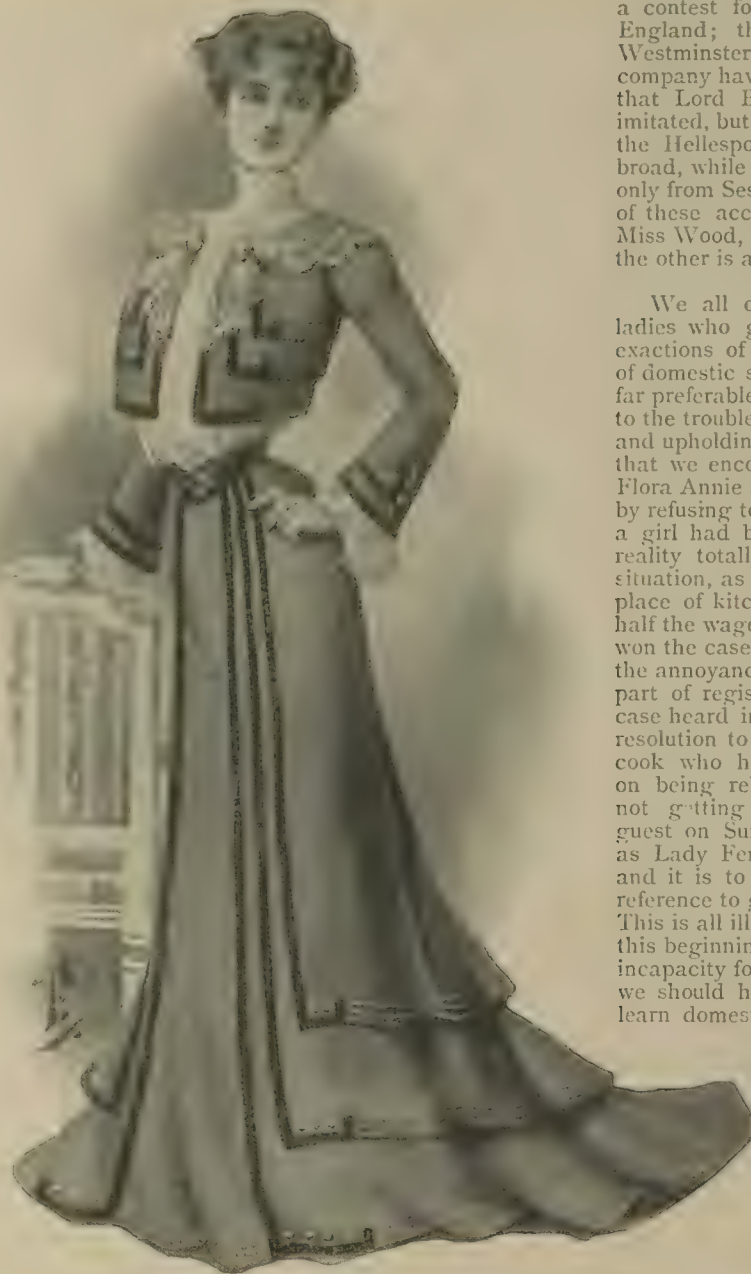 a contest fo
England; th
Westminster
company hav
that Lord B
imitated, but
the Hellespo
broad, while
only from Ses
of these acc
Miss Wood,
the other is a
We all d
ladies who g
exactions of
of domestic s
far preferable
to the trouble
and upholdin
that we enco
Flora Annie
by refusing to
a girl had b
reality totall
situation, as
place of kitc
half the wage
won the case
the annoyanc
part of regis
case heard i
resolution to
cook who h
on being re
not getting
guest on Su
as Lady Fer
and it is to
reference to g
This is all ill
this beginnin
incapacity fo
we should h
learn domes